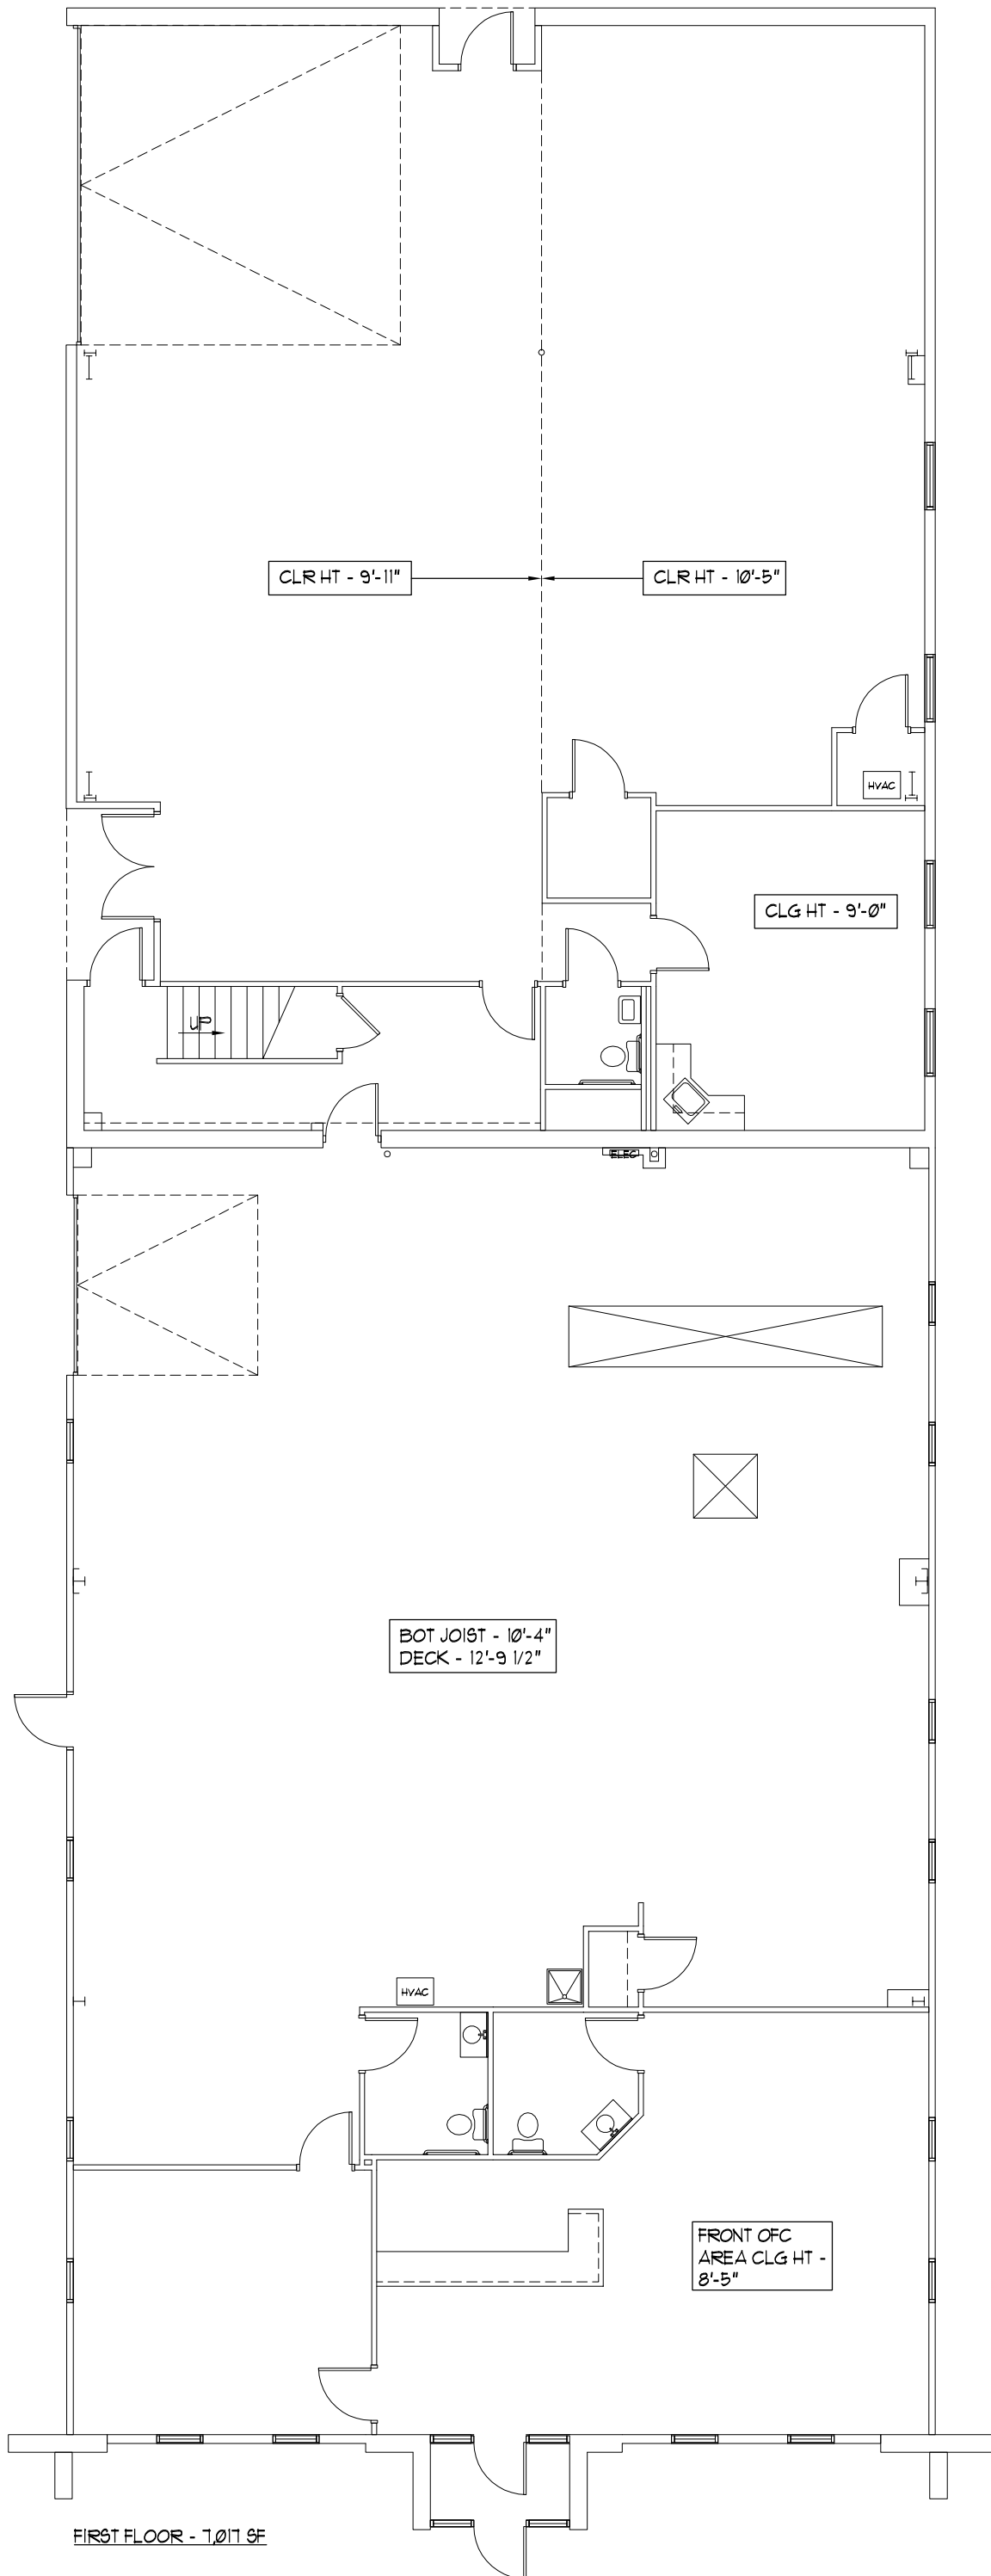 CLR HT - 9'-11"
CLR HT - 10'-5"
HVAC
CLG HT - 9'-0"
UP
ELEC
BOT JOIST - 10'-4"
DECK - 12'-9 1/2"
HVAC
FRONT OFC
AREA CLG HT -
8'-5"
FIRST FLOOR - 7,017 SF